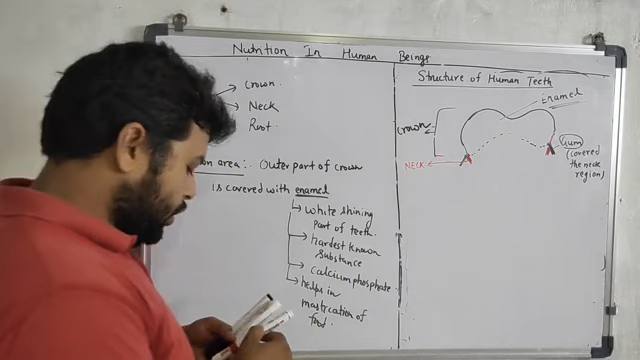 Nutrition In Human Beings
Crown
Neck
Root
area:- Outer part of crown
is covered with enamel
White shining
Part of teeth.
hardest known
Substance
Calcium phosphate
helps in
mastication of
food.
Structure of Human Teeth
Enamel
Crown
Gum
(covered
the neck
region)
NECK